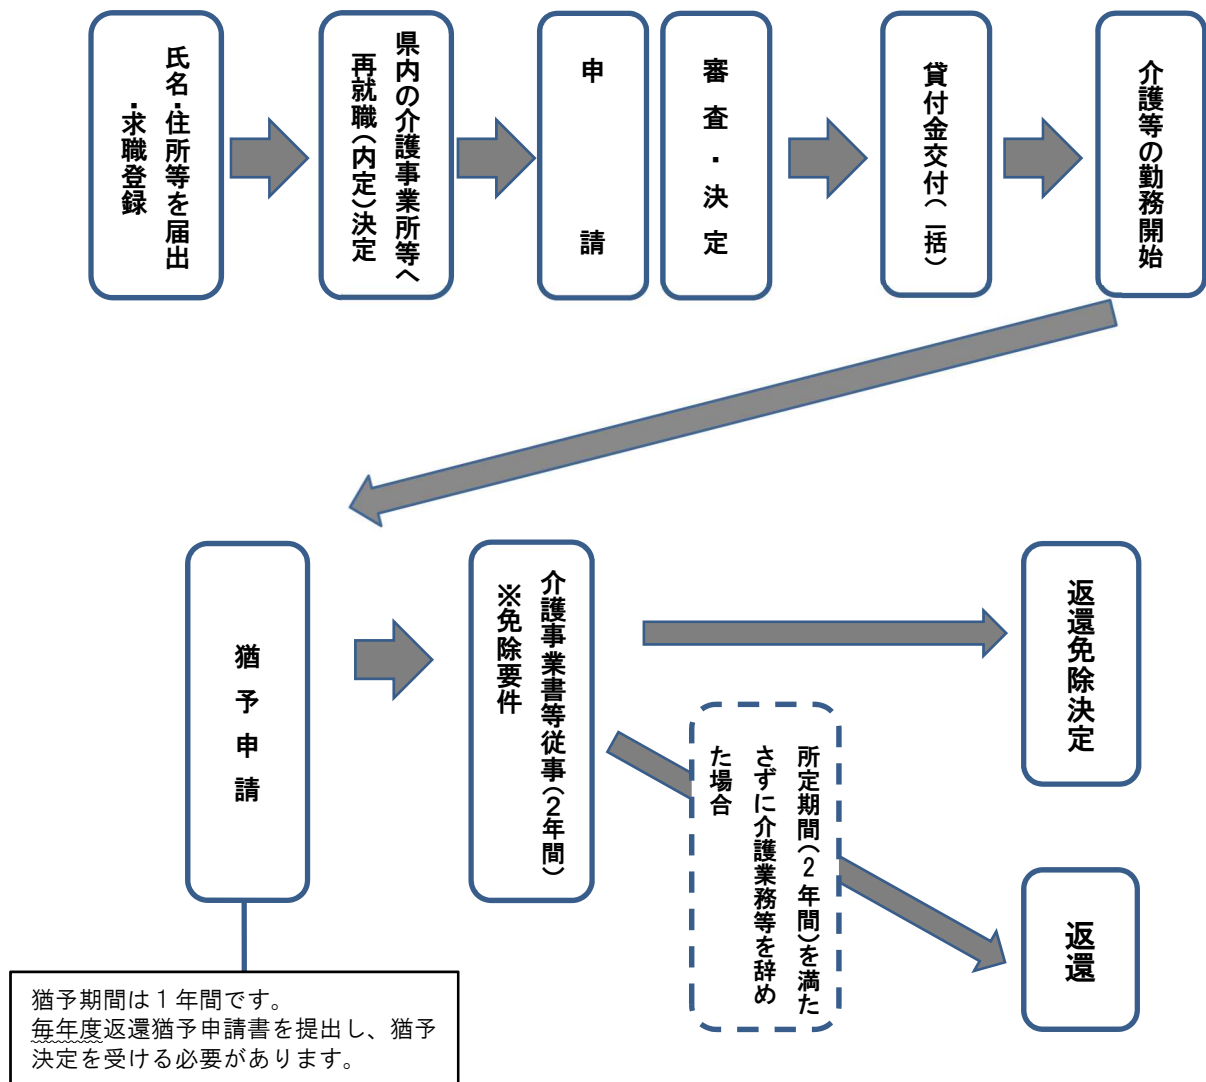 氏名・住所等を届出
・求職登録
県内の介護事業所等へ
再就職(内定)決定
申請
審査・決定
貸付金交付(一括)
介護等の勤務開始
猶予申請
介護事業書等従事(2年間)
※免除要件
所定期間(2年間)を満た
さずに介護業務等を辞め
た場合
返還免除決定
返還
猶予期間は1年間です。
毎年度返還猶予申請書を提出し、猶予
決定を受ける必要があります。